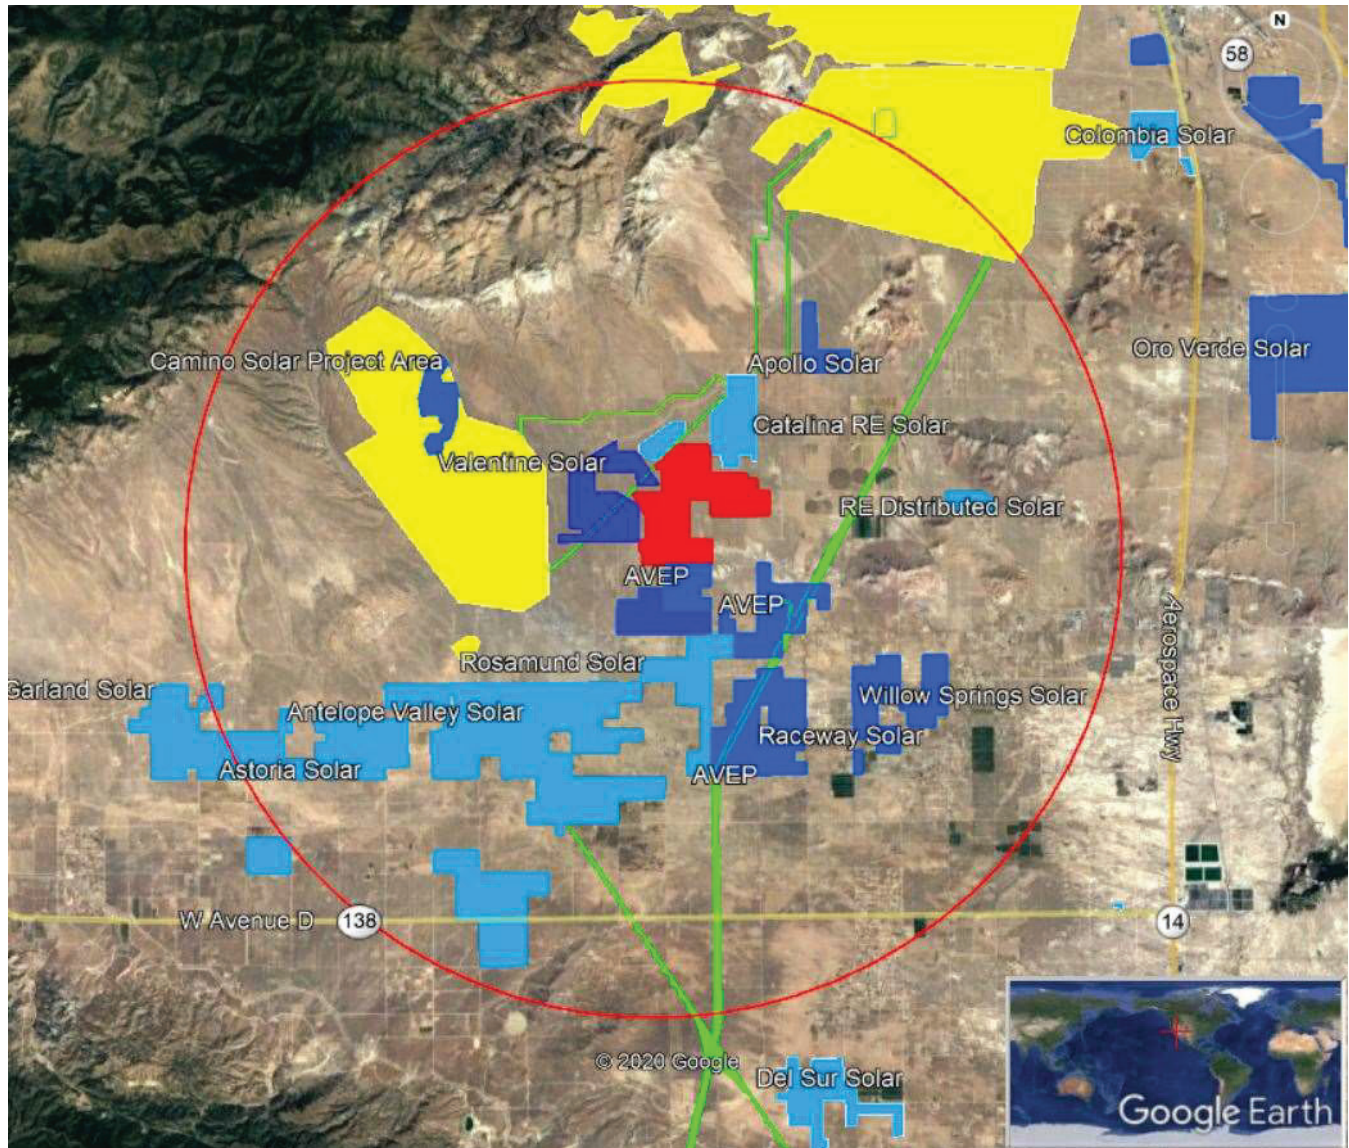 N
58
Colombia Solar
Camino Solar Project Area
Oro Verde Solar
Apollo Solar
Catalina RE Solar
Valentine Solar
RE Distributed Solar
AVEP
AVEP
Aerospace Hwy
Rosamund Solar
Garland Solar
Willow Springs Solar
Antelope Valley Solar
Raceway Solar
Astoria Solar
AVEP
W Avenue D
138
14
© 2020 Google
Del Sur Solar
Google Earth